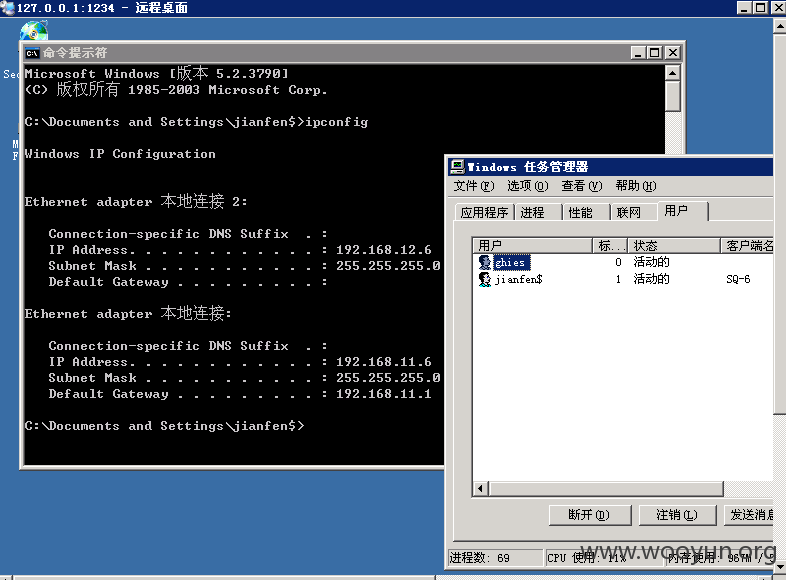 127.0.0.1:1234 - 远程桌面
Sec
M
F
命令提示符
Microsoft Windows [版本 5.2.3790]
(C) 版权所有 1985-2003 Microsoft Corp.
C:\Documents and Settings\jianfen$>ipconfig
Windows IP Configuration
Ethernet adapter 本地连接 2:
Connection-specific DNS Suffix . :
IP Address. . . . . . . . . . . . : 192.168.12.6
Subnet Mask . . . . . . . . . . . : 255.255.255.0
Default Gateway . . . . . . . . . :
Ethernet adapter 本地连接:
Connection-specific DNS Suffix . :
IP Address. . . . . . . . . . . . : 192.168.11.6
Subnet Mask . . . . . . . . . . . : 255.255.255.0
Default Gateway . . . . . . . . . : 192.168.11.1
C:\Documents and Settings\jianfen$>
Windows 任务管理器
文件(F) 选项(O) 查看(V) 帮助(H)
应用程序 进程 性能 联网 用户
用户 标... 状态 客户端名
ghies 0 活动的
jianfen$ 1 活动的 SQ-6
断开(D) 注销(L) 发送消息
进程数: 69 CPU 使用: 11% 内存使用: 967M /
www.wooyun.org